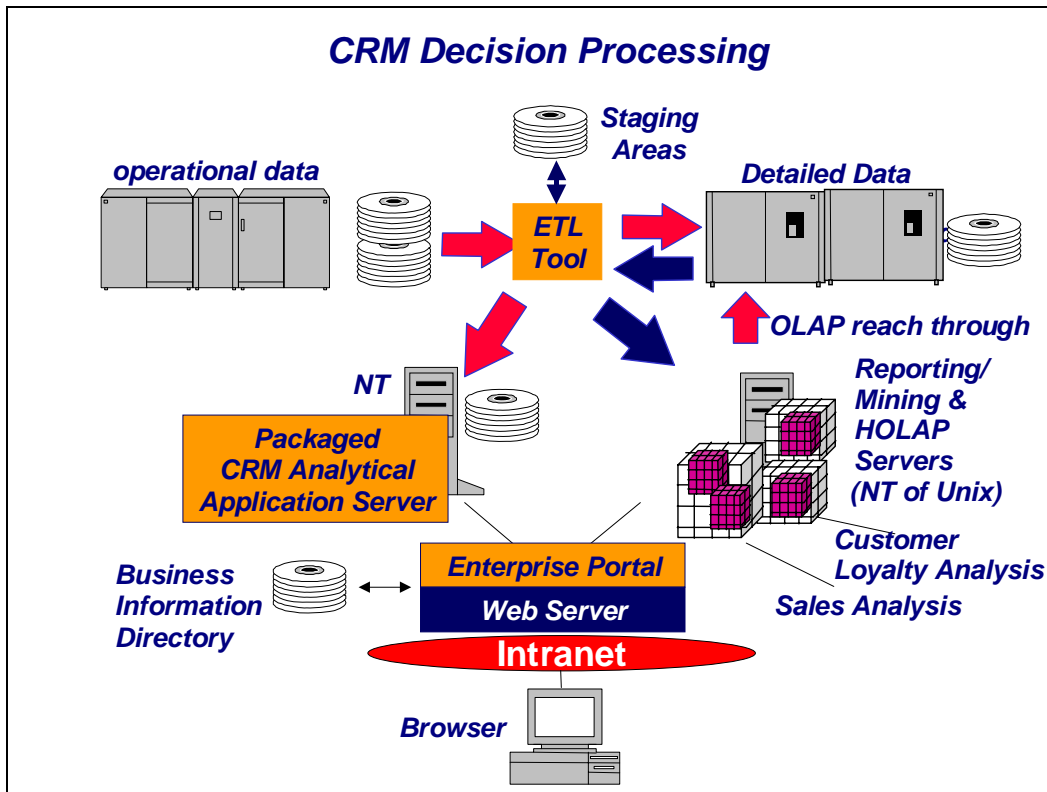 CRM Decision Processing
Staging
Areas
operational data
Detailed Data
ETL
Tool
OLAP reach through
NT
Reporting/
Mining &
HOLAP
Servers
(NT of Unix)
Packaged
CRM Analytical
Application Server
Customer
Loyalty Analysis
Sales Analysis
Enterprise Portal
Web Server
Business
Information
Directory
Intranet
Browser